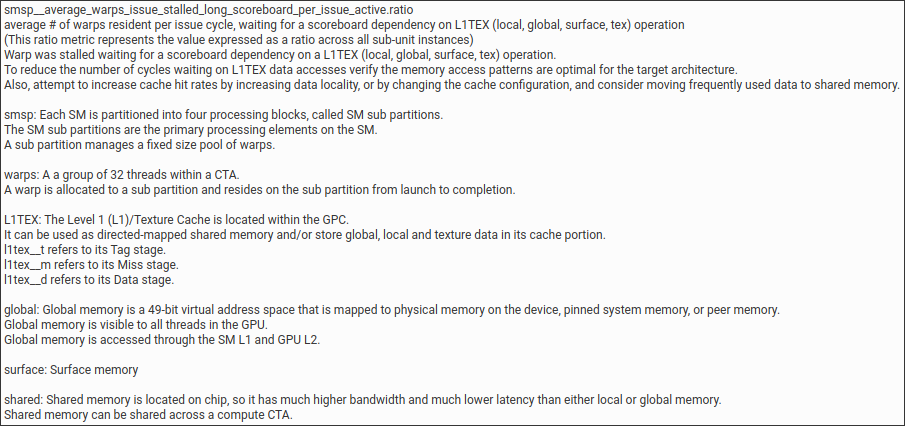 smsp__average_warps_issue_stalled_long_scoreboard_per_issue_active.ratio
average # of warps resident per issue cycle, waiting for a scoreboard dependency on L1TEX (local, global, surface, tex) operation
(This ratio metric represents the value expressed as a ratio across all sub-unit instances)
Warp was stalled waiting for a scoreboard dependency on a L1TEX (local, global, surface, tex) operation.
To reduce the number of cycles waiting on L1TEX data accesses verify the memory access patterns are optimal for the target architecture.
Also, attempt to increase cache hit rates by increasing data locality, or by changing the cache configuration, and consider moving frequently used data to shared memory.
smsp: Each SM is partitioned into four processing blocks, called SM sub partitions.
The SM sub partitions are the primary processing elements on the SM.
A sub partition manages a fixed size pool of warps.
warps: A a group of 32 threads within a CTA.
A warp is allocated to a sub partition and resides on the sub partition from launch to completion.
L1TEX: The Level 1 (L1)/Texture Cache is located within the GPC.
It can be used as directed-mapped shared memory and/or store global, local and texture data in its cache portion.
l1tex__t refers to its Tag stage.
l1tex__m refers to its Miss stage.
l1tex__d refers to its Data stage.
global: Global memory is a 49-bit virtual address space that is mapped to physical memory on the device, pinned system memory, or peer memory.
Global memory is visible to all threads in the GPU.
Global memory is accessed through the SM L1 and GPU L2.
surface: Surface memory
shared: Shared memory is located on chip, so it has much higher bandwidth and much lower latency than either local or global memory.
Shared memory can be shared across a compute CTA.